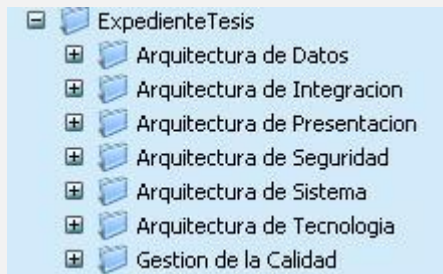 ExpedienteTesis
Arquitectura de Datos
Arquitectura de Integracion
Arquitectura de Presentacion
Arquitectura de Seguridad
Arquitectura de Sistema
Arquitectura de Tecnologia
Gestion de la Calidad